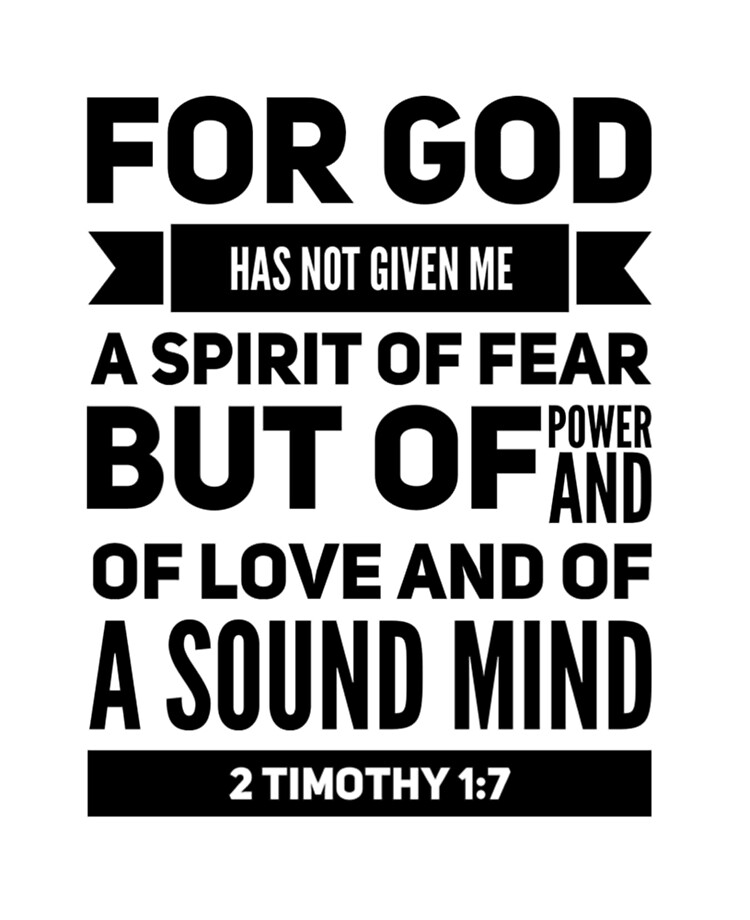 FOR GOD
HAS NOT GIVEN ME
A SPIRIT OF FEAR
BUT OF POWER AND
OF LOVE AND OF
A SOUND MIND
2 TIMOTHY 1:7